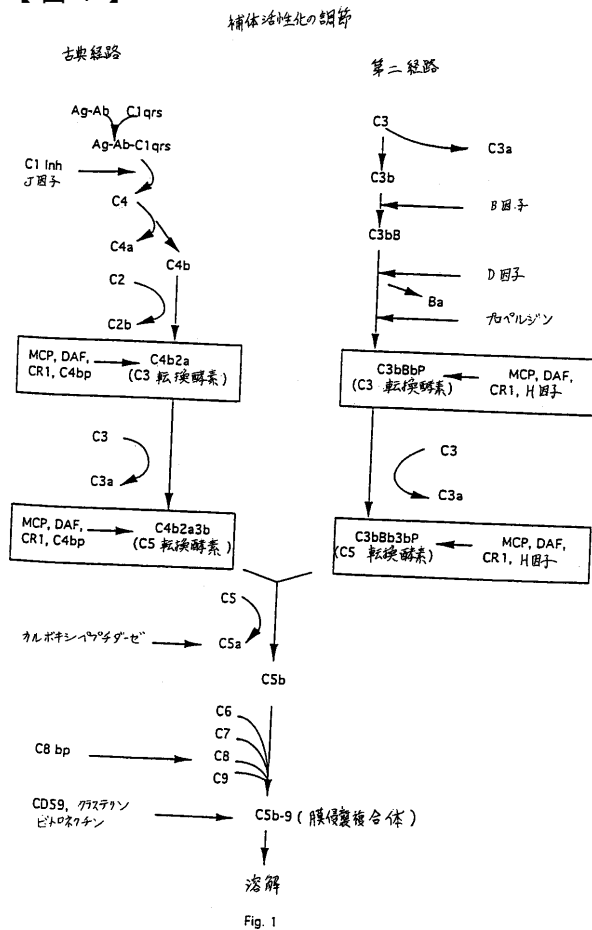 補体活性化の調節
古典経路
Ag-Ab C1qrs
Ag-Ab-C1qrs
C1 Inh
J因子
C4
C4a
C4b
C2
C2b
MCP, DAF,
CR1, C4bp
C4b2a
(C3 転換酵素)
C3
C3a
MCP, DAF,
CR1, C4bp
C4b2a3b
(C5 転換酵素)
第二経路
C3
C3a
C3b
B因子
C3bB
D因子
Ba
プロペルジン
C3bBbP
(C3 転換酵素)
MCP, DAF,
CR1, H因子
C3
C3a
C3bBb3bP
(C5 転換酵素)
MCP, DAF,
CR1, H因子
C5
カルボキシペプチダーゼ
C5a
C5b
C6
C7
C8 bp
C8
C9
CD59, クラステリン
ビトロネクチン
C5b-9 (膜侵襲複合体)
溶解
Fig. 1